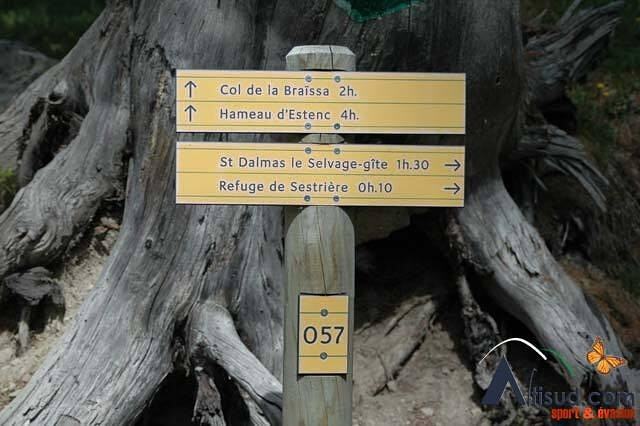 ↑ Col de la Braïssa 2h.
↑ Hameau d'Estenc 4h.
St Dalmas le Selvage-gîte 1h.30 →
Refuge de Sestrière 0h.10 →
057
Altisud.com
sport & évasion